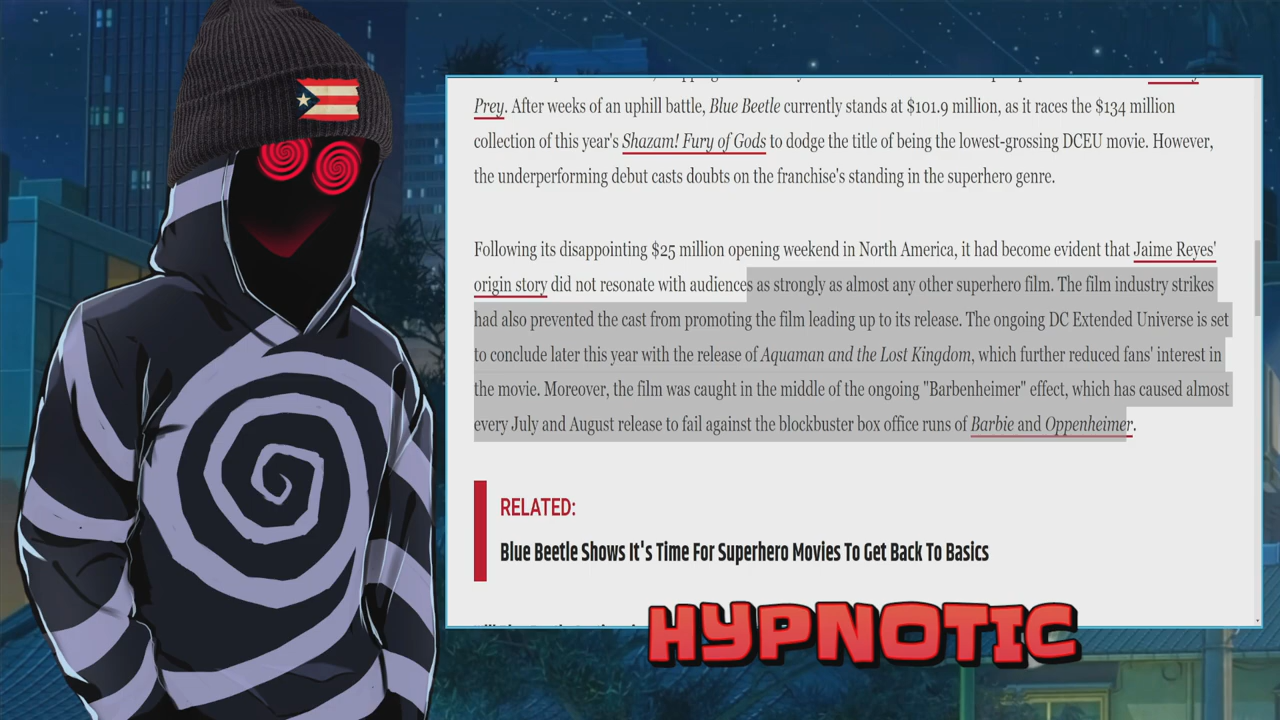 Prey. After weeks of an uphill battle, Blue Beetle currently stands at $101.9 million, as it races the $134 million
collection of this year's Shazam! Fury of Gods to dodge the title of being the lowest-grossing DCEU movie. However,
the underperforming debut casts doubts on the franchise's standing in the superhero genre.
Following its disappointing $25 million opening weekend in North America, it had become evident that Jaime Reyes'
origin story did not resonate with audiences as strongly as almost any other superhero film. The film industry strikes
had also prevented the cast from promoting the film leading up to its release. The ongoing DC Extended Universe is set
to conclude later this year with the release of Aquaman and the Lost Kingdom, which further reduced fans' interest in
the movie. Moreover, the film was caught in the middle of the ongoing "Barbenheimer" effect, which has caused almost
every July and August release to fail against the blockbuster box office runs of Barbie and Oppenheimer.
RELATED:
Blue Beetle Shows It's Time For Superhero Movies To Get Back To Basics
HYPNOTIC